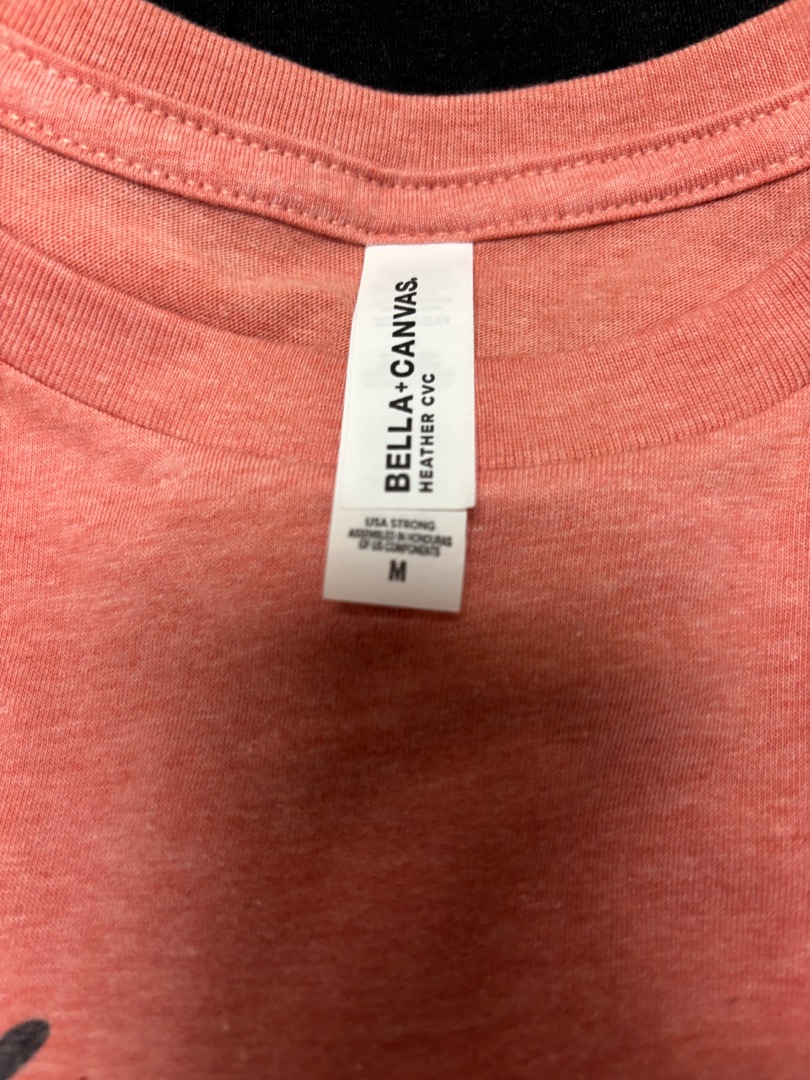 BELLA+CANVAS.
HEATHER CVC
USA STRONG
ASSEMBLED IN HONDURAS
OF US COMPONENTS
M